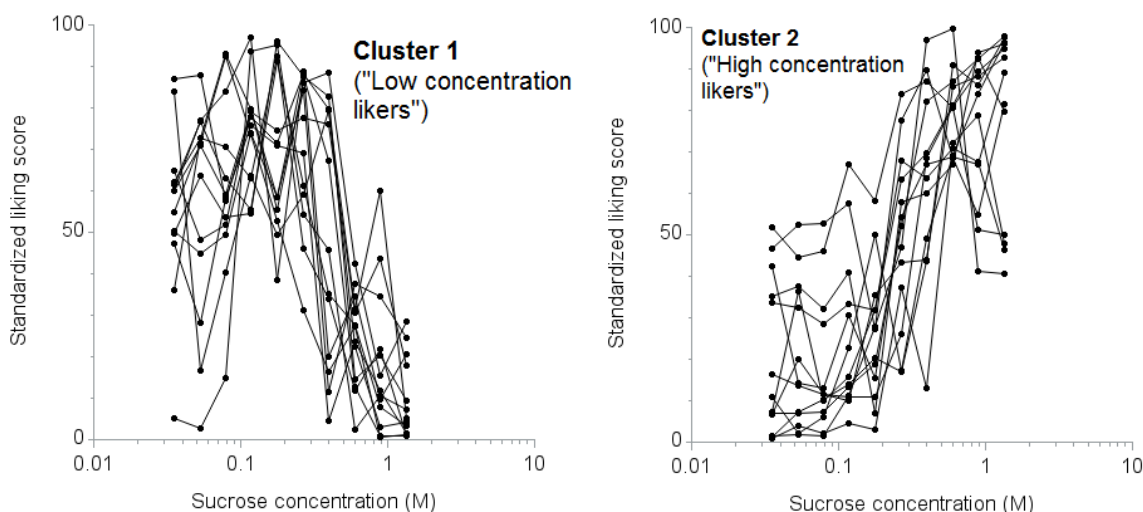 100
50
0
0.01
0.1
1
10
Standardized liking score
Sucrose concentration (M)
Cluster 1
("Low concentration
likers")
100
50
0
0.01
0.1
1
10
Standardized liking score
Sucrose concentration (M)
Cluster 2
("High concentration
likers")